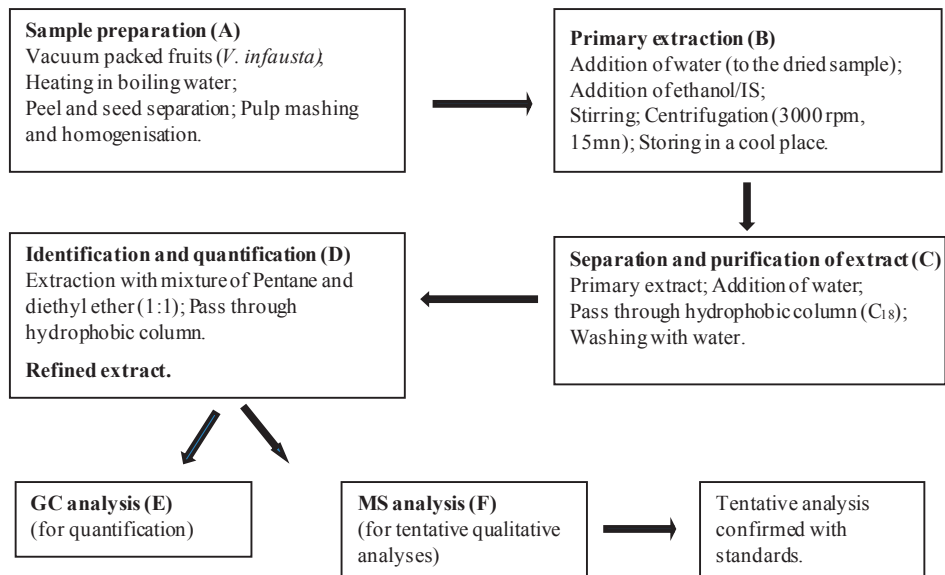 Sample preparation (A)
Vacuum packed fruits (V. infausta),
Heating in boiling water;
Peel and seed separation; Pulp mashing
and homogenisation.
Primary extraction (B)
Addition of water (to the dried sample);
Addition of ethanol/IS;
Stirring; Centrifugation (3000 rpm,
15mn); Storing in a cool place.
Separation and purification of extract (C)
Primary extract; Addition of water;
Pass through hydrophobic column (C₁₈);
Washing with water.
Identification and quantification (D)
Extraction with mixture of Pentane and
diethyl ether (1:1); Pass through
hydrophobic column.
Refined extract.
GC analysis (E)
(for quantification)
MS analysis (F)
(for tentative qualitative
analyses)
Tentative analysis
confirmed with
standards.